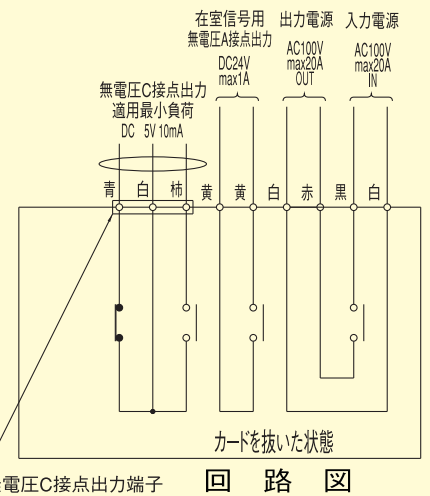 在室信号用
無電圧A接点出力
DC24V
max1A
出力電源
AC100V
max20A
OUT
入力電源
AC100V
max20A
IN
無電圧C接点出力
適用最小負荷
DC 5V 10mA
青 白 柿 黄 黄 白 赤 黒 白
カードを抜いた状態
電圧C接点出力端子
回路図